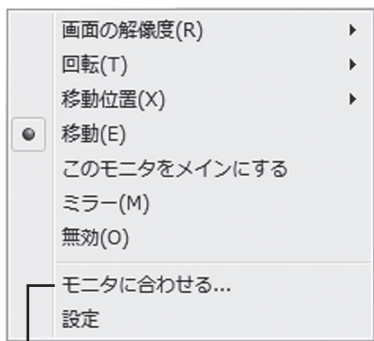 画面の解像度(R)
回転(T)
移動位置(X)
移動(E)
このモニタをメインにする
ミラー(M)
無効(O)
モニタに合わせる...
設定